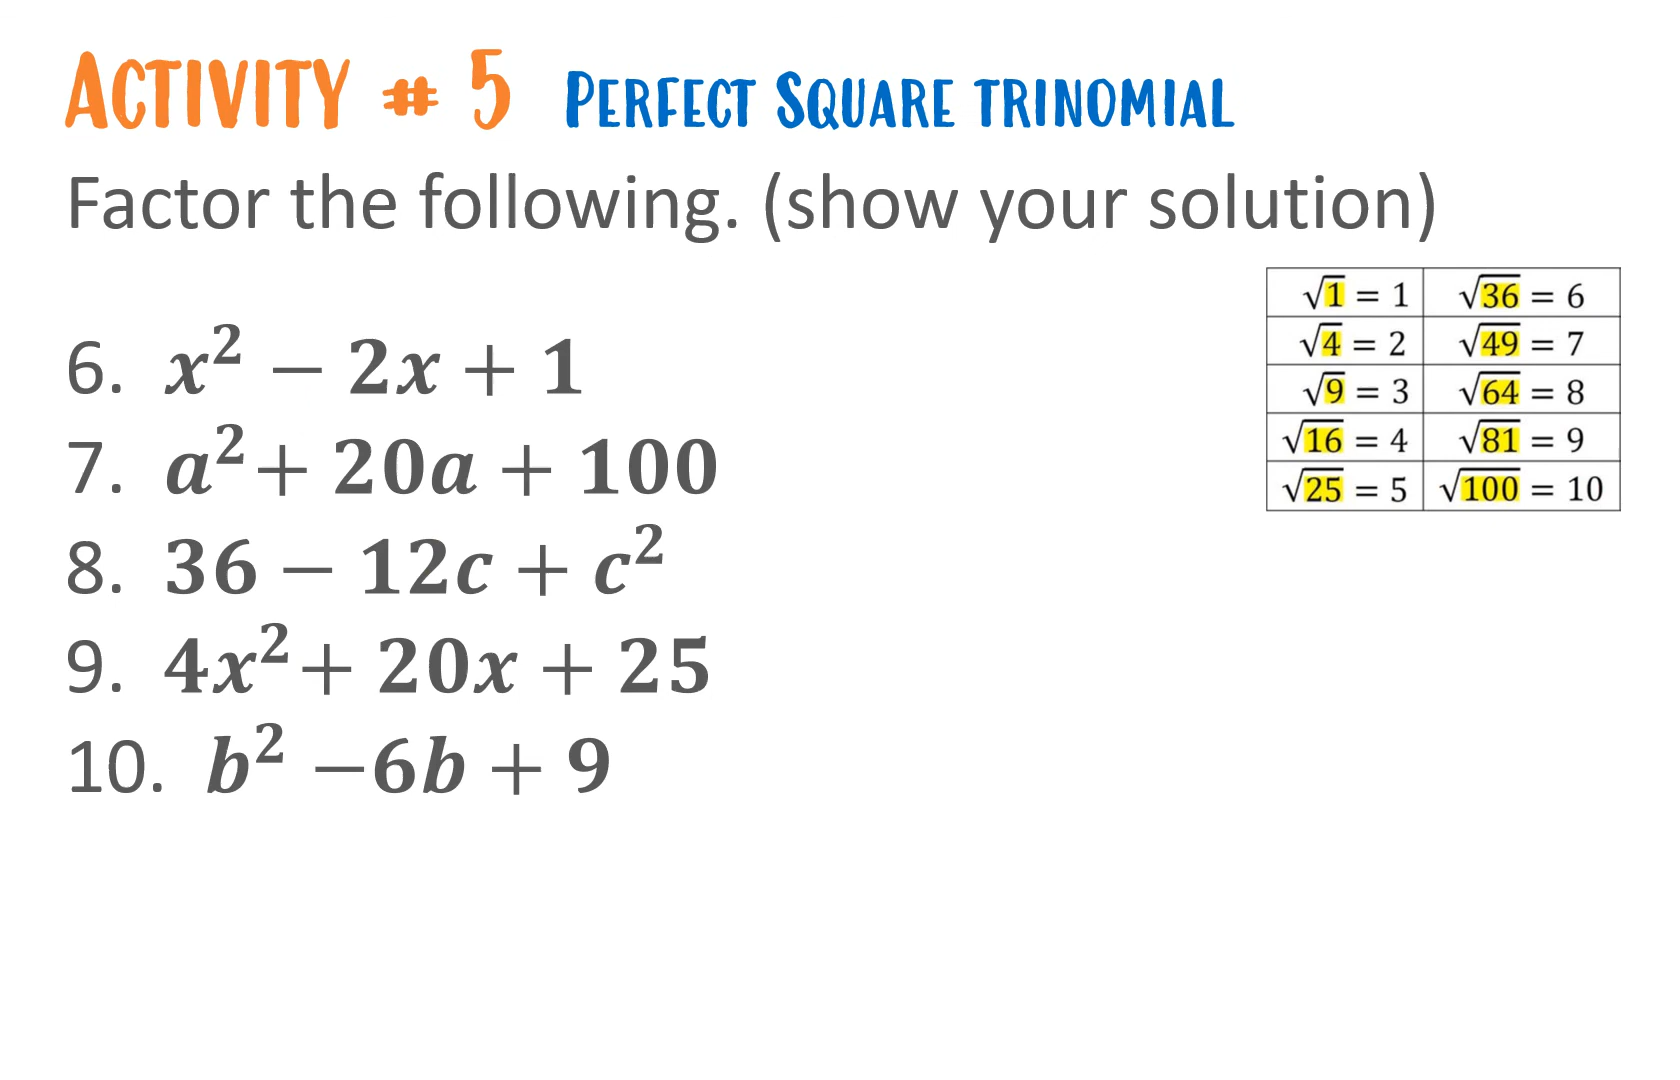 ACTIVITY # 5 PERFECT SQUARE TRINOMIAL
Factor the following. (show your solution)
6. x² − 2x + 1
7. a² + 20a + 100
8. 36 − 12c + c²
9. 4x² + 20x + 25
10. b² −6b + 9
√1 = 1 √36 = 6
√4 = 2 √49 = 7
√9 = 3 √64 = 8
√16 = 4 √81 = 9
√25 = 5 √100 = 10